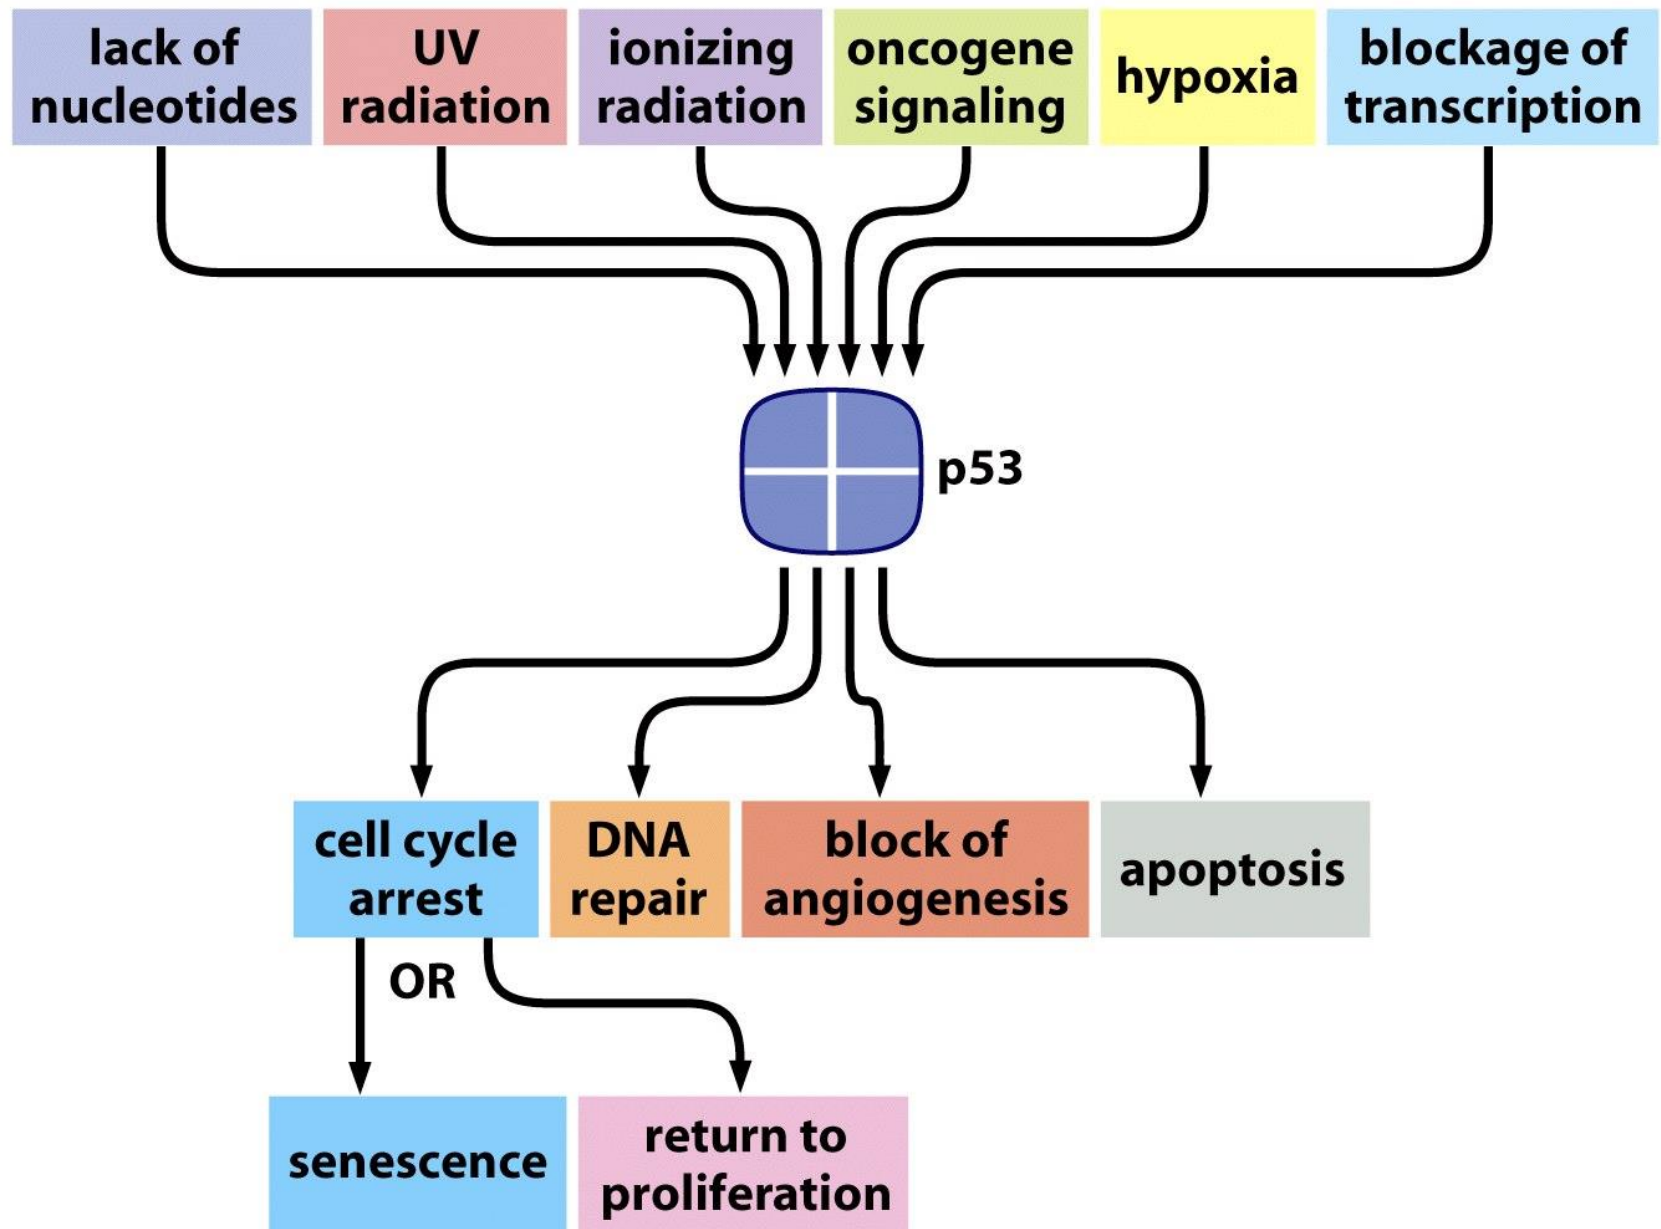 lack of
nucleotides
UV
radiation
ionizing
radiation
oncogene
signaling
hypoxia
blockage of
transcription
p53
cell cycle
arrest
DNA
repair
block of
angiogenesis
apoptosis
OR
senescence
return to
proliferation